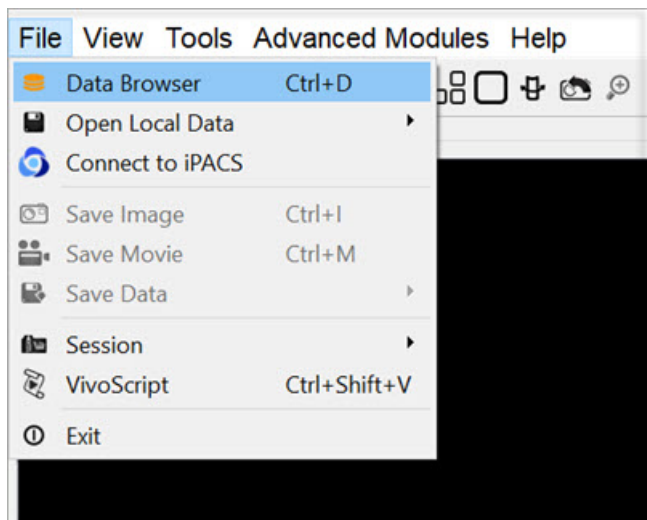 File View Tools Advanced Modules Help
Data Browser Ctrl+D
Open Local Data
Connect to iPACS
Save Image Ctrl+I
Save Movie Ctrl+M
Save Data
Session
VivoScript Ctrl+Shift+V
Exit